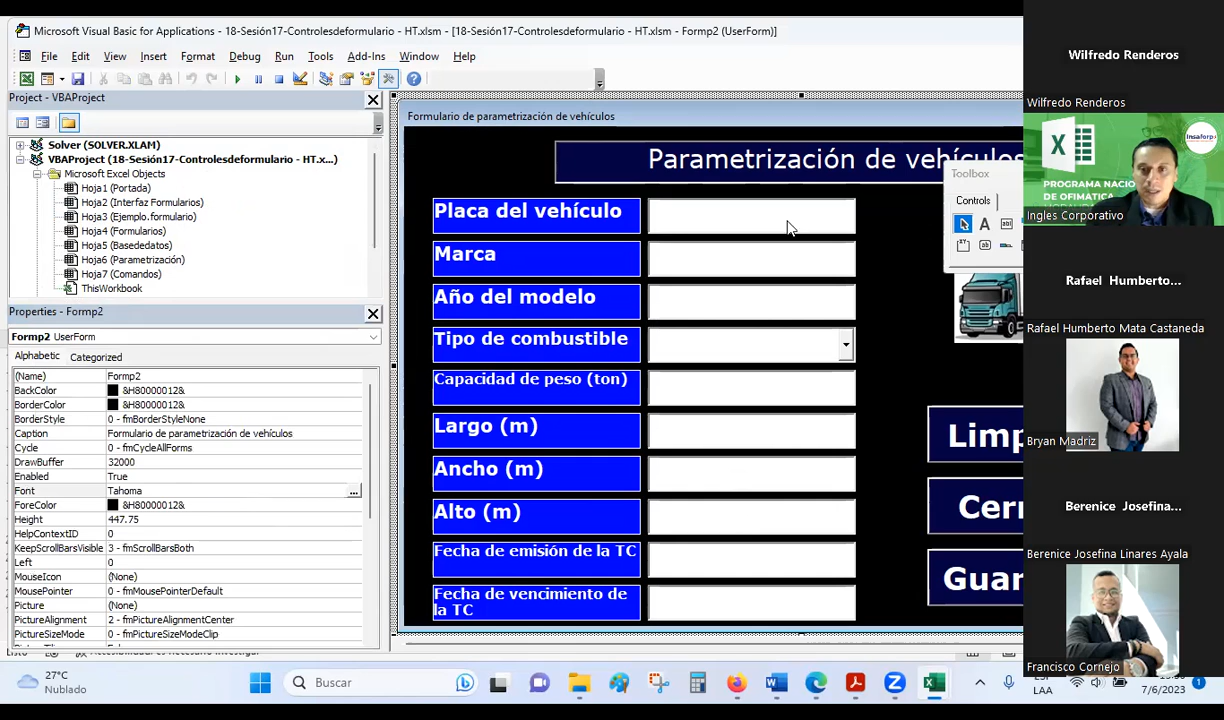 Microsoft Visual Basic for Applications - 18-Sesión17-Controlesdeformulario - HT.xlsm - [18-Sesión17-Controlesdeformulario - HT.xlsm - Formp2 (UserForm)]
File Edit View Insert Format Debug Run Tools Add-Ins Window Help
Project - VBAProject
Solver (SOLVER.XLAM)
VBAProject (18-Sesión17-Controlesdeformulario - HT.x...)
Microsoft Excel Objects
Hoja1 (Portada)
Hoja2 (Interfaz Formularios)
Hoja3 (Ejemplo.formulario)
Hoja4 (Formularios)
Hoja5 (Basededatos)
Hoja6 (Parametrización)
Hoja7 (Comandos)
ThisWorkbook
Properties - Formp2
Formp2 UserForm
Alphabetic Categorized
(Name) Formp2
BackColor &H80000012&
BorderColor &H80000012&
BorderStyle 0 - fmBorderStyleNone
Caption Formulario de parametrización de vehículos
Cycle 0 - fmCycleAllForms
DrawBuffer 32000
Enabled True
Font Tahoma ...
ForeColor &H80000012&
Height 447.75
HelpContextID 0
KeepScrollBarsVisible 3 - fmScrollBarsBoth
Left 0
MouseIcon (None)
MousePointer 0 - fmMousePointerDefault
Picture (None)
PictureAlignment 2 - fmPictureAlignmentCenter
PictureSizeMode 0 - fmPictureSizeModeClip
Formulario de parametrización de vehículos
Parametrización de vehículos
Toolbox
Controls
Placa del vehículo
Marca
Año del modelo
Tipo de combustible
Capacidad de peso (ton)
Largo (m)
Ancho (m)
Alto (m)
Fecha de emisión de la TC
Fecha de vencimiento de
la TC
Limp
Cerr
Guar
Wilfredo Renderos
Wilfredo Renderos
Insaforp
PROGRAMA NACIO
DE OFIMATICA
Ingles Corporativo
Rafael Humberto...
Rafael Humberto Mata Castaneda
Bryan Madriz
Berenice Josefina...
Berenice Josefina Linares Ayala
Francisco Cornejo
27°C
Nublado
Buscar
ESP
LAA
7/6/2023
1